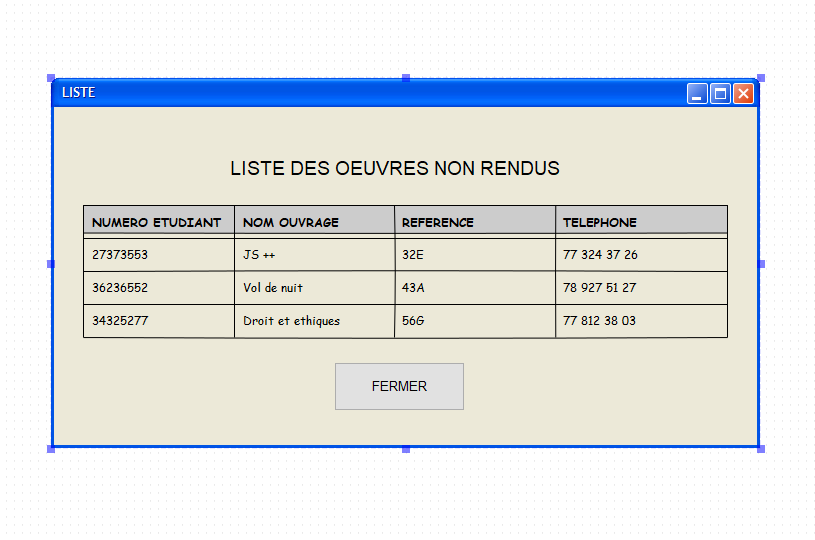 LISTE
LISTE DES OEUVRES NON RENDUS
NUMERO ETUDIANT NOM OUVRAGE REFERENCE TELEPHONE
27373553 JS ++ 32E 77 324 37 26
36236552 Vol de nuit 43A 78 927 51 27
34325277 Droit et ethiques 56G 77 812 38 03
FERMER